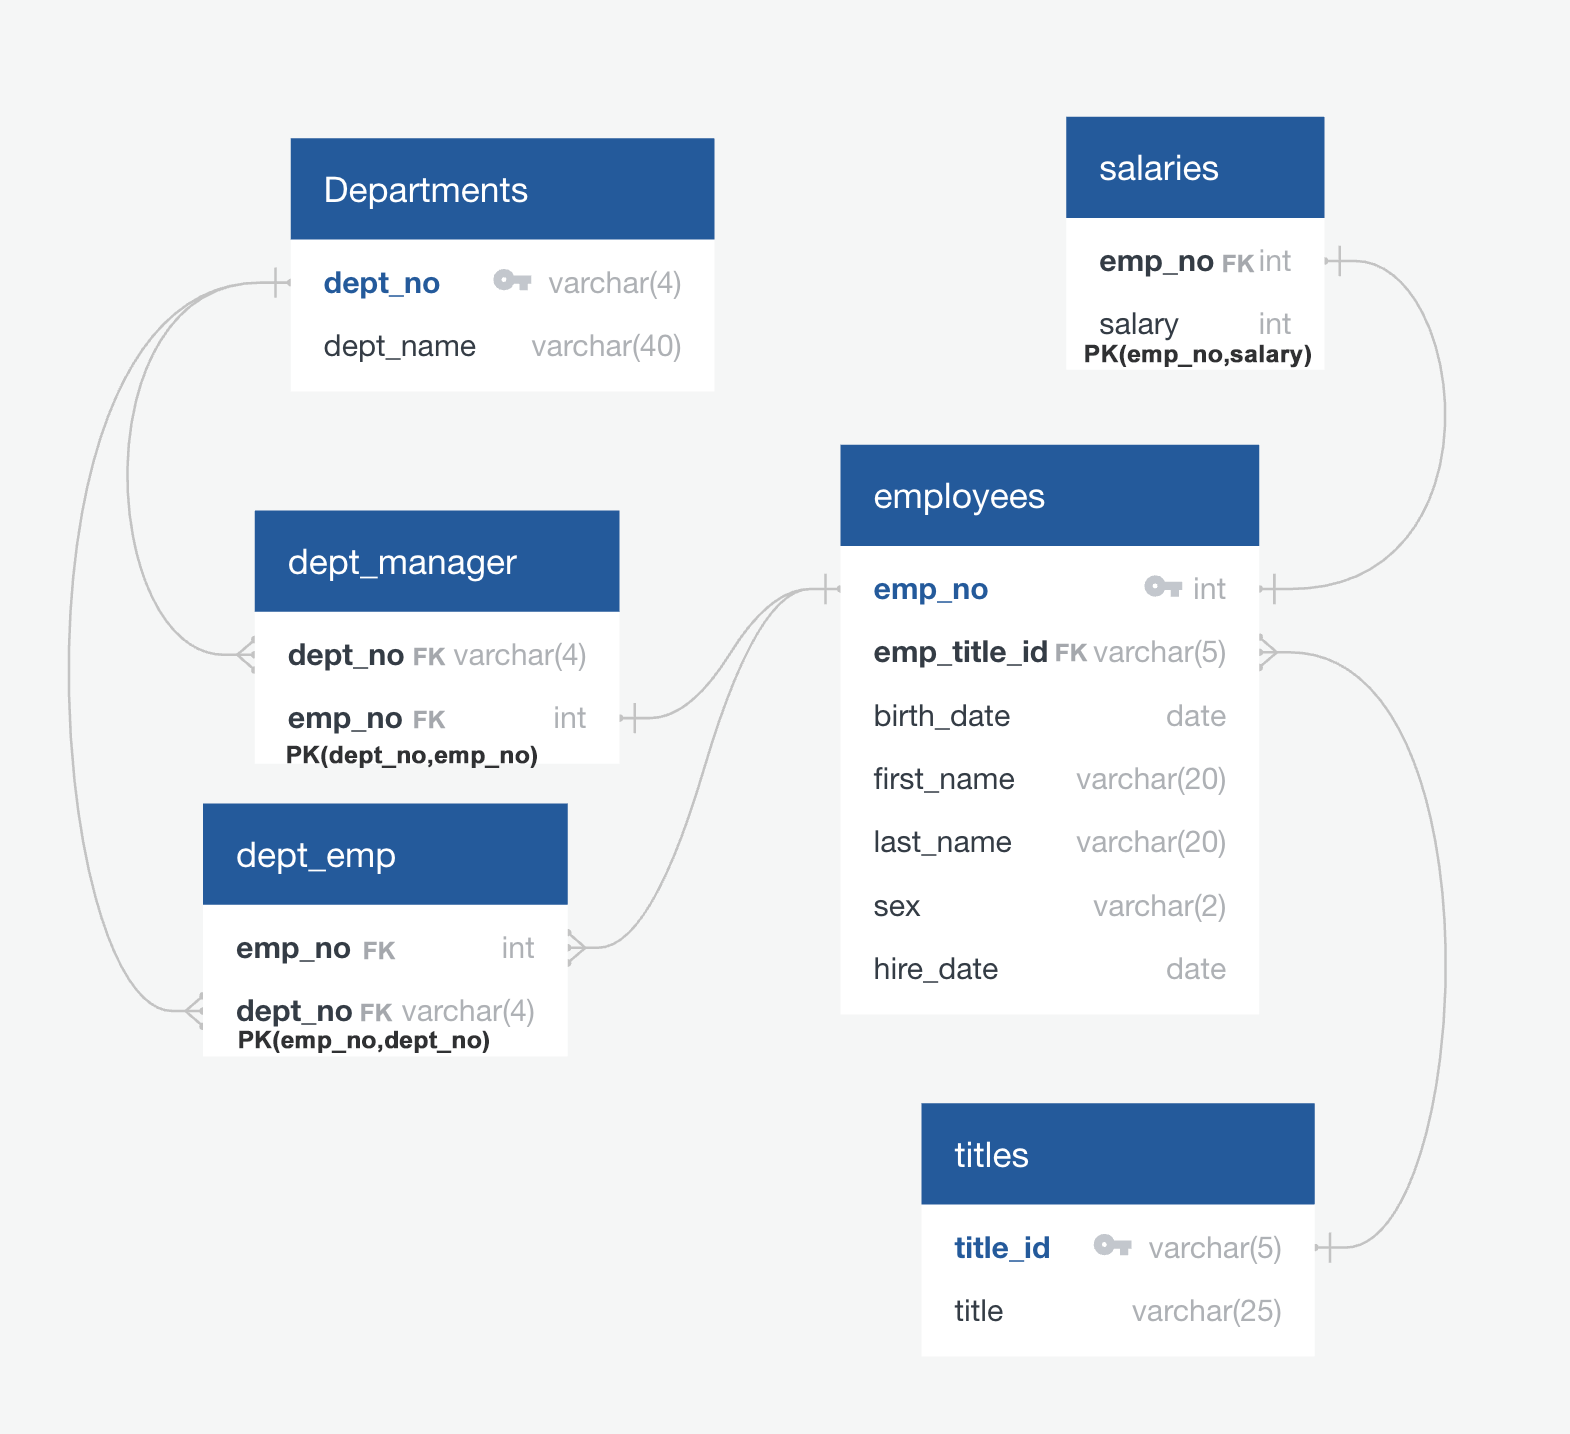 Departments
dept_no varchar(4)
dept_name varchar(40)
salaries
emp_no FK int
salary int
PK(emp_no,salary)
dept_manager
dept_no FK varchar(4)
emp_no FK int
PK(dept_no,emp_no)
employees
emp_no int
emp_title_id FK varchar(5)
birth_date date
first_name varchar(20)
last_name varchar(20)
sex varchar(2)
hire_date date
dept_emp
emp_no FK int
dept_no FK varchar(4)
PK(emp_no,dept_no)
titles
title_id varchar(5)
title varchar(25)